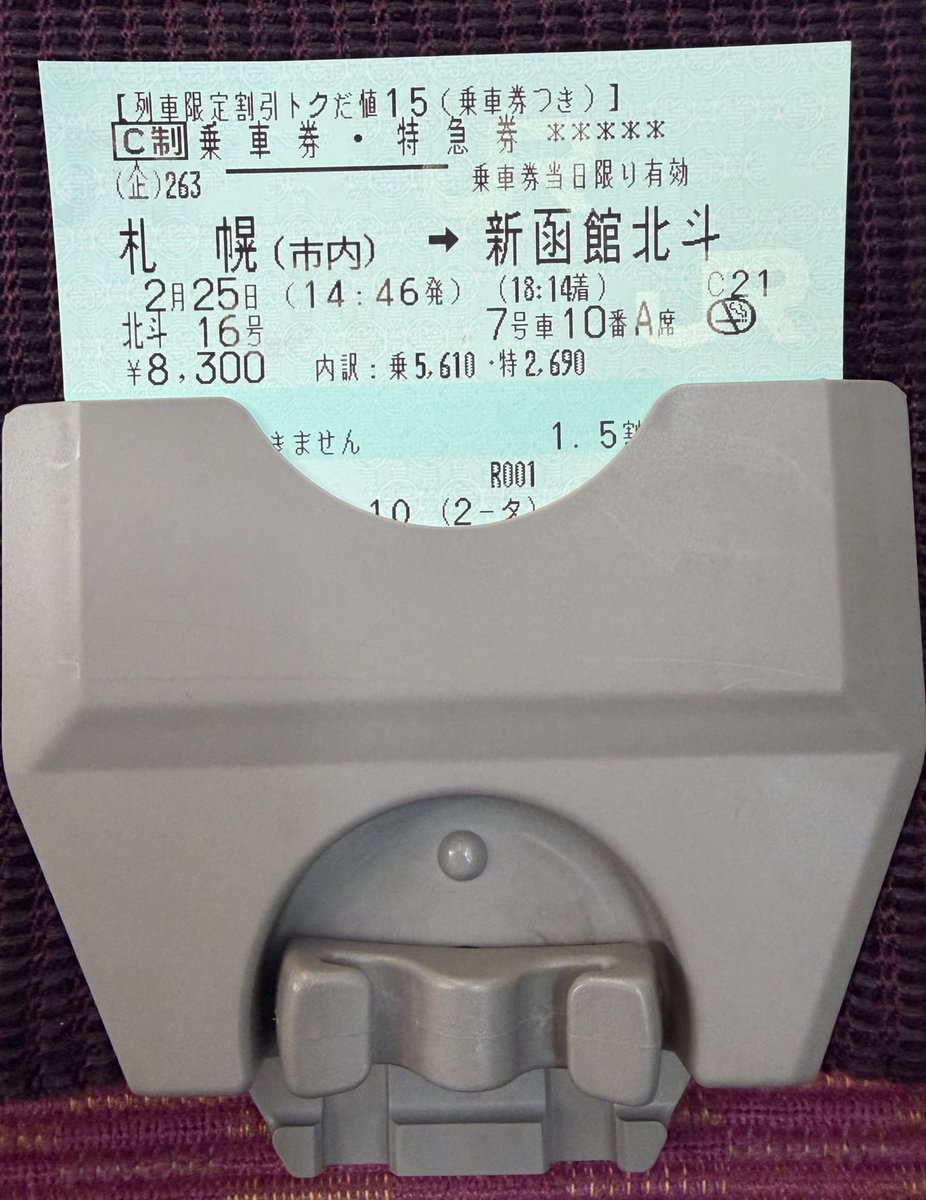 [列車限定割引トクだ値15(乗車券つき)]
C制 乗車券・特急券 *****
(企)263 乗車券当日限り有効
札幌(市内) ➡ 新函館北斗
2月25日 (14:46発) (18:14着) C21
北斗 16号 7号車10番A席
¥8,300 内訳:乗5,610・特2,690
きません 1.5割
R001
10 (2-タ)
JR